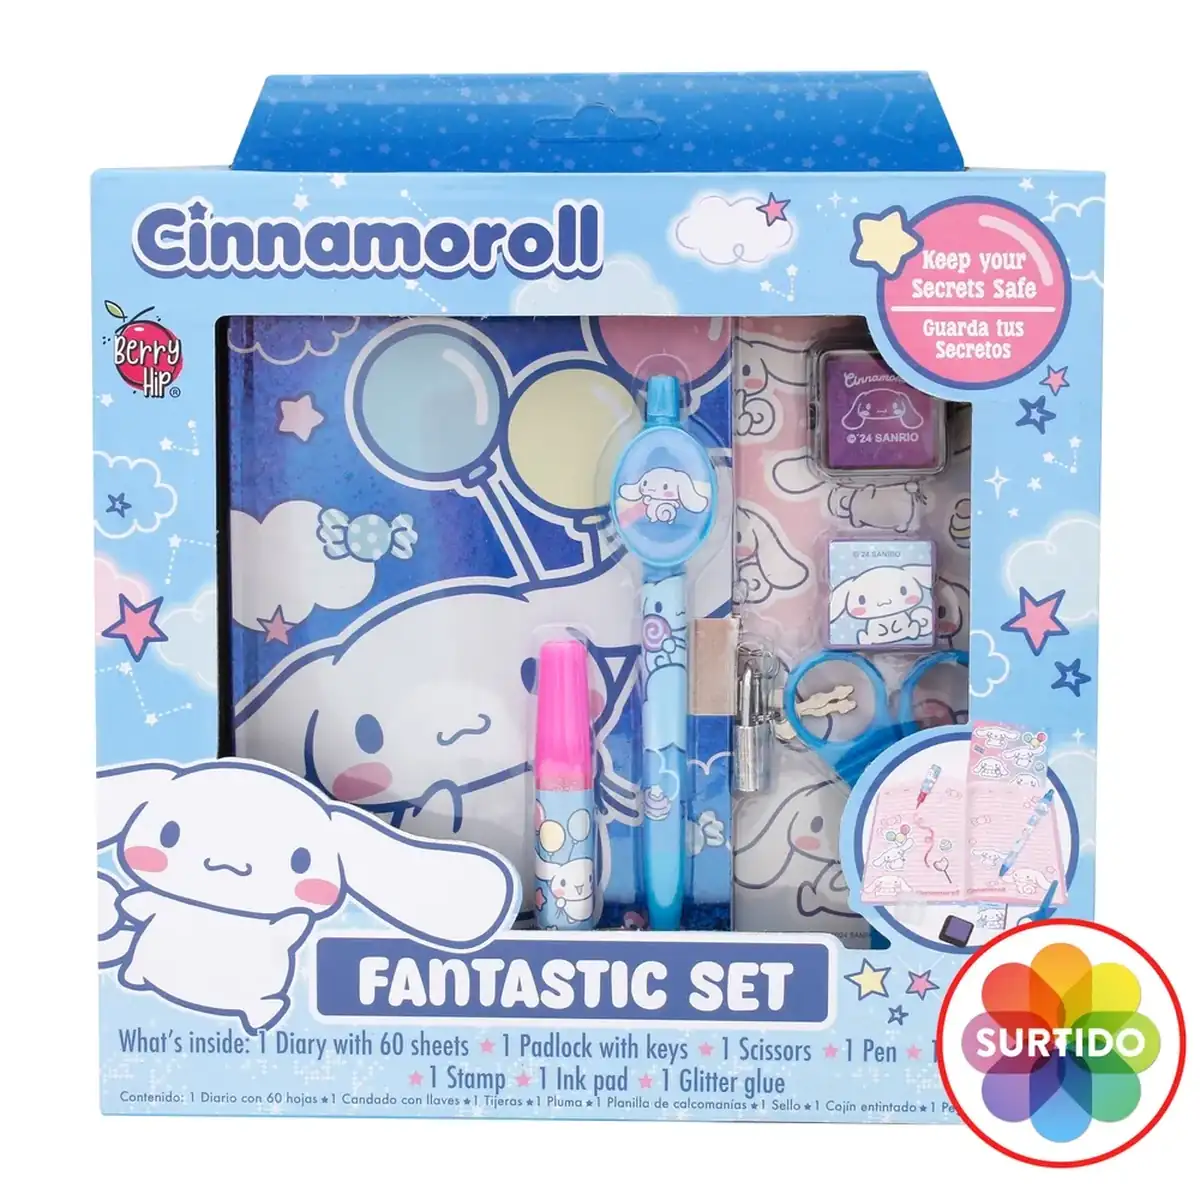 Cinnamoroll
Keep your
Secrets Safe
Guarda tus
Secretos
Berry
Hip®
Cinnamo
©'24 SANRIO
©'24 SANRIO
Cinnamoroll
FANTASTIC SET
What's inside: 1 Diary with 60 sheets ★ 1 Padlock with keys ★ 1 Scissors ★ 1 Pen ★ 1
★ 1 Stamp ★ 1 Ink pad ★ 1 Glitter glue
Contenido: 1 Diario con 60 hojas ★ 1 Candado con llaves ★ 1 Tijeras ★ 1 Pluma ★ 1 Planilla de calcomanías ★ 1 Sello ★ 1 Cojín entintado ★ 1 Pe
SURTIDO